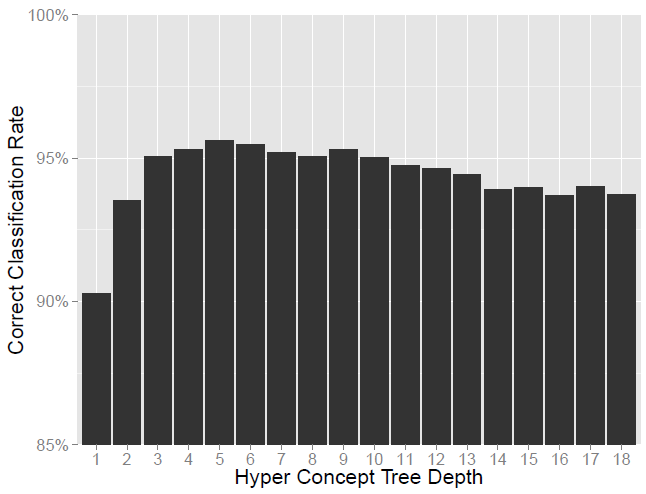 100%
95%
90%
85%
Correct Classification Rate
1 2 3 4 5 6 7 8 9 10 11 12 13 14 15 16 17 18
Hyper Concept Tree Depth